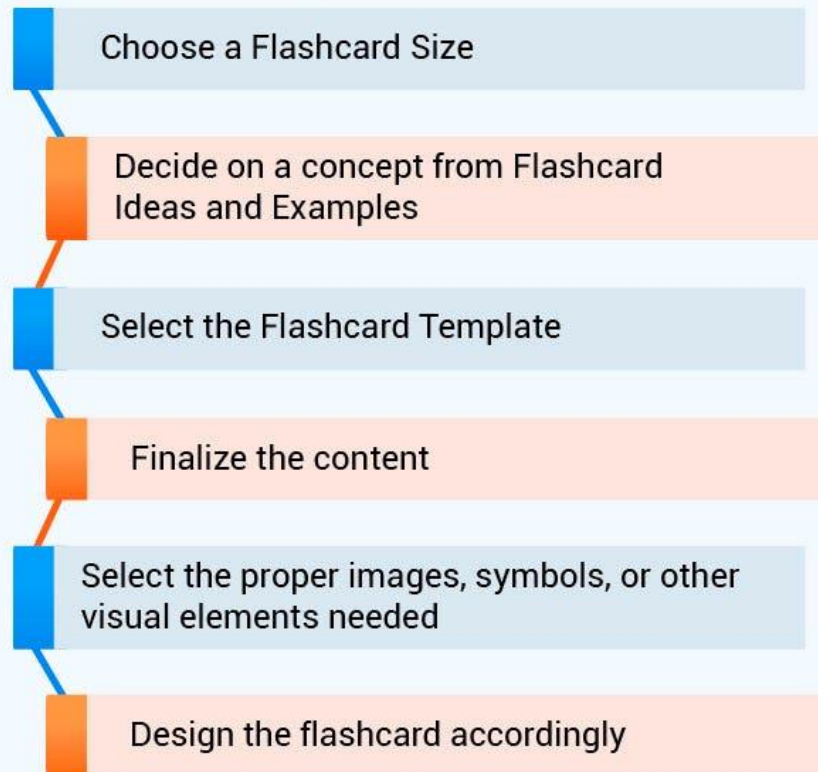 Choose a Flashcard Size
Decide on a concept from Flashcard
Ideas and Examples
Select the Flashcard Template
Finalize the content
Select the proper images, symbols, or other
visual elements needed
Design the flashcard accordingly